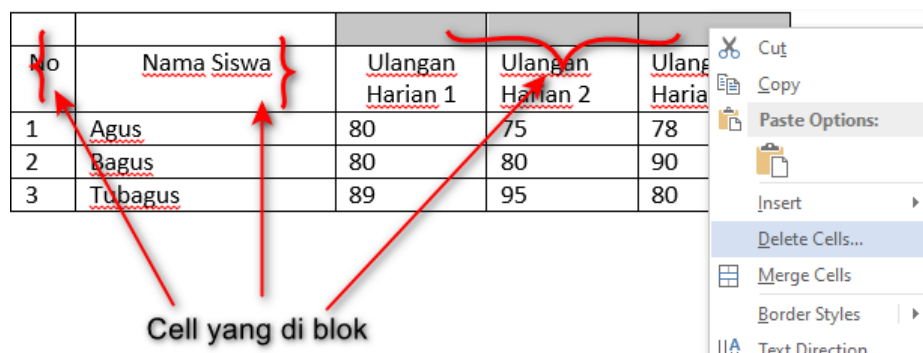 No Nama Siswa Ulangan Harian 1 Ulangan Harian 2 Ulang Haria
1 Agus 80 75 78
2 Bagus 80 80 90
3 Tubagus 89 95 80
Cell yang di blok
Cut
Copy
Paste Options:
Insert
Delete Cells...
Merge Cells
Border Styles
Text Direction